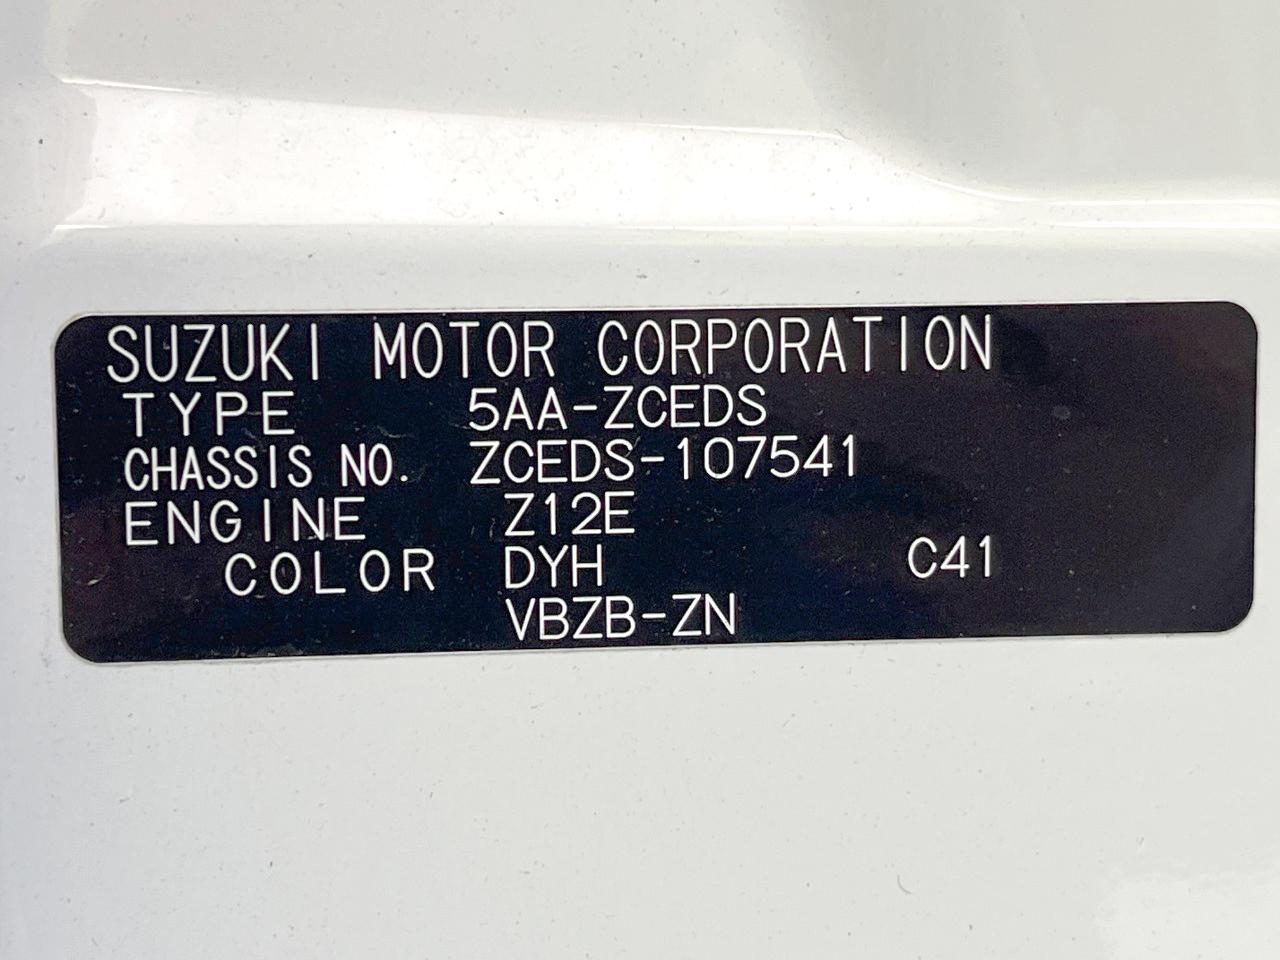 SUZUKI MOTOR CORPORATION
TYPE 5AA-ZCEDS
CHASSIS NO. ZCEDS-107541
ENGINE Z12E
COLOR DYH C41
VBZB-ZN